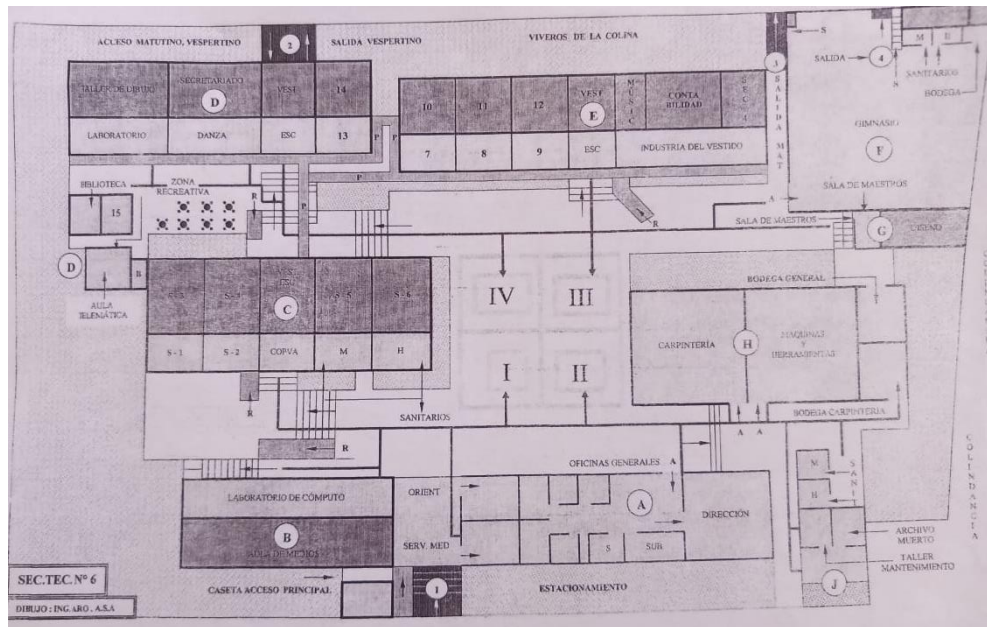 ACCESO MATUTINO, VESPERTINO
2
SALIDA VESPERTINO
VIVEROS DE LA COLINA
3
SALIDA MAT
S
SALIDA
4
M
B
SANITARIOS
BODEGA
TALLER DE DIBUJO
SECRETARIADO
D
VEST
14
LABORATORIO
DANZA
ESC
13
10
11
12
VEST
E
CONTA
BILIDAD
7
8
9
ESC
INDUSTRIA DEL VESTIDO
GIMNASIO
F
SALA DE MAESTROS
P
P
P
P
BIBLIOTECA
ZONA
RECREATIVA
15
R
R
A
SALA DE MAESTROS
G
D
B
AULA
TELEMÁTICA
C
S - 5
S - 6
S - 1
S - 2
COPVA
M
H
R
SANITARIOS
R
IV
III
I
II
BODEGA GENERAL
CARPINTERÍA
H
MAQUINAS
Y
HERRAMIENTAS
A
A
BODEGA CARPINTERIA
COLINDANCIA
LABORATORIO DE CÓMPUTO
B
AULA DE MEDIOS
ORIENT
SERV. MED
OFICINAS GENERALES
A
A
DIRECCIÓN
S
SUB
M
SANIT
ARCHIVO
MUERTO
TALLER
MANTENIMIENTO
J
SEC.TEC.Nº 6
DIBUJO : ING. ARQ . A.S.A
CASETA ACCESO PRINCIPAL
1
ESTACIONAMIENTO